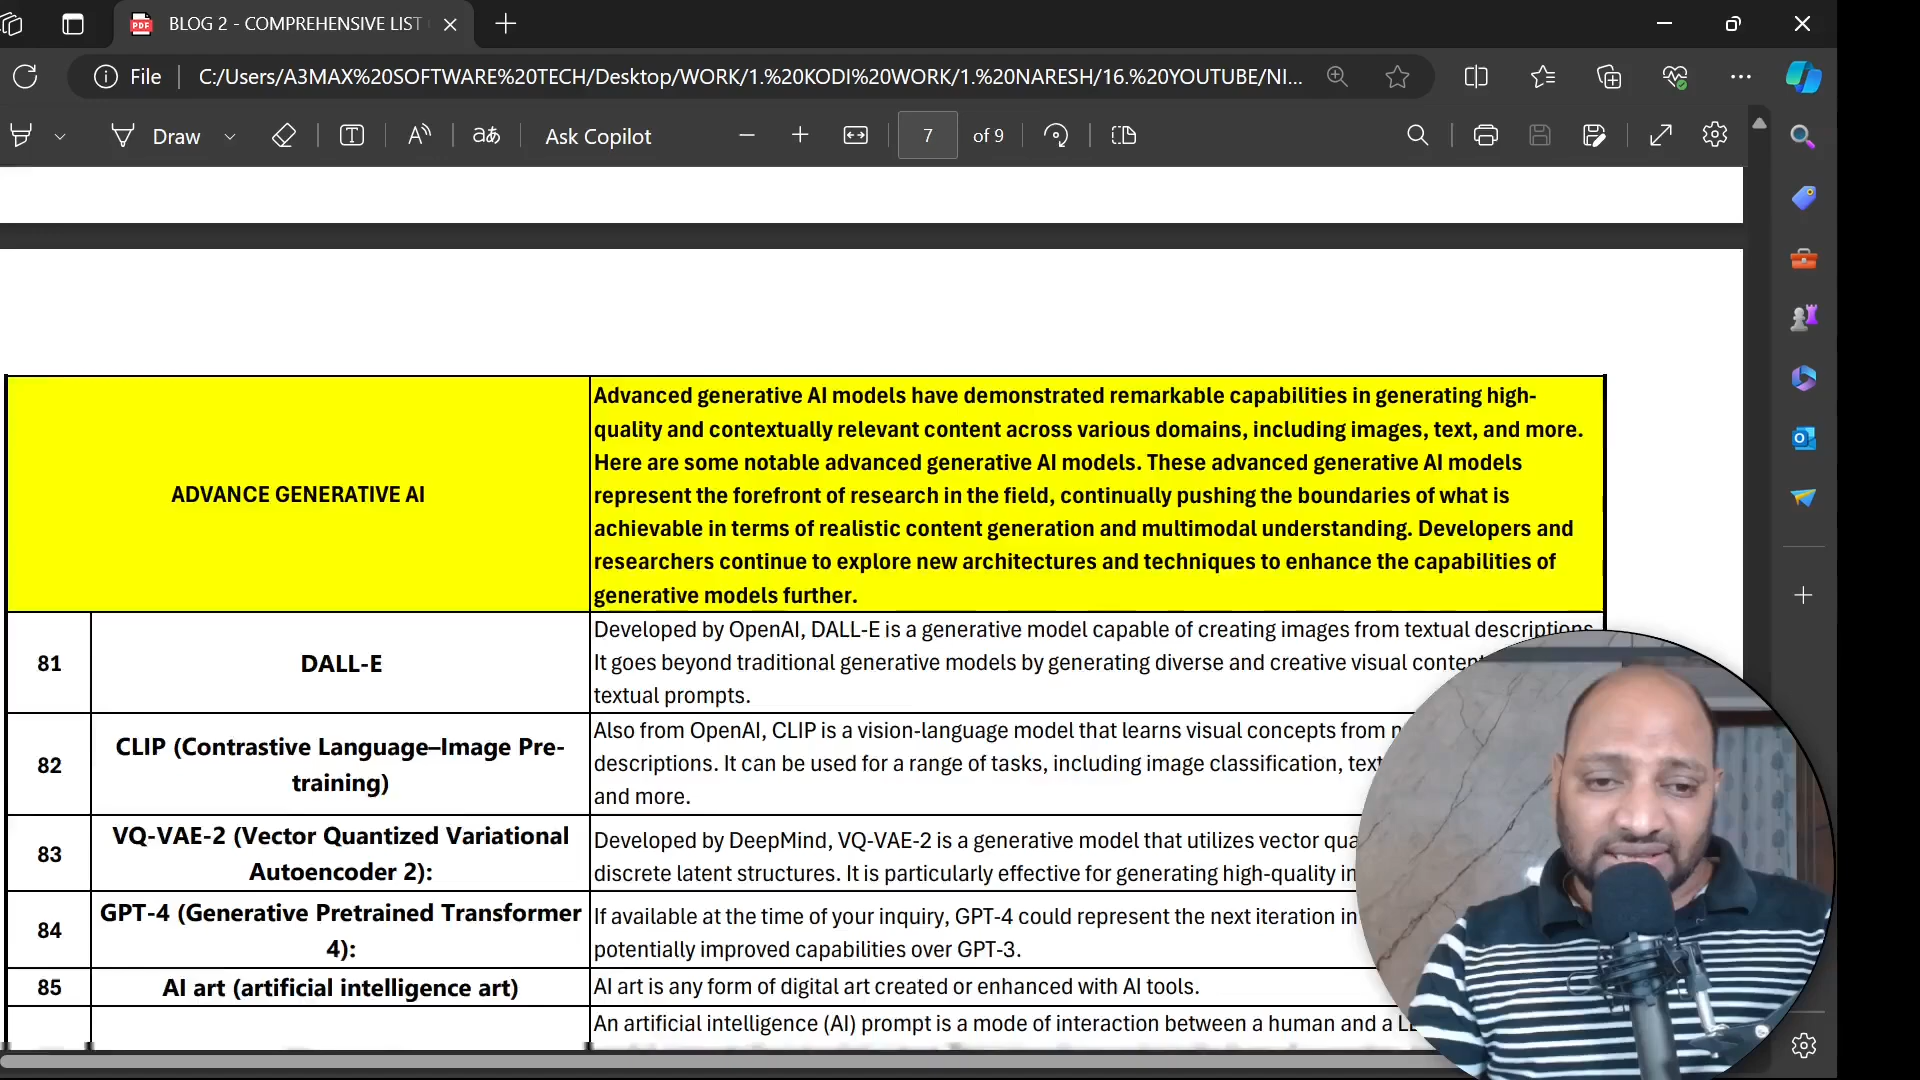 BLOG 2 - COMPREHENSIVE LIST
File
C:/Users/A3MAX%20SOFTWARE%20TECH/Desktop/WORK/1.%20KODI%20WORK/1.%20NARESH/16.%20YOUTUBE/NI...
Draw
Ask Copilot
7 of 9
ADVANCE GENERATIVE AI
Advanced generative AI models have demonstrated remarkable capabilities in generating high-
quality and contextually relevant content across various domains, including images, text, and more.
Here are some notable advanced generative AI models. These advanced generative AI models
represent the forefront of research in the field, continually pushing the boundaries of what is
achievable in terms of realistic content generation and multimodal understanding. Developers and
researchers continue to explore new architectures and techniques to enhance the capabilities of
generative models further.
81
DALL-E
Developed by OpenAI, DALL-E is a generative model capable of creating images from textual descriptions.
It goes beyond traditional generative models by generating diverse and creative visual content
textual prompts.
82
CLIP (Contrastive Language–Image Pre-
training)
Also from OpenAI, CLIP is a vision-language model that learns visual concepts from
descriptions. It can be used for a range of tasks, including image classification,
and more.
83
VQ-VAE-2 (Vector Quantized Variational
Autoencoder 2):
Developed by DeepMind, VQ-VAE-2 is a generative model that utilizes vector
discrete latent structures. It is particularly effective for generating high-quality
84
GPT-4 (Generative Pretrained Transformer
4):
If available at the time of your inquiry, GPT-4 could represent the next iteration in
potentially improved capabilities over GPT-3.
85
AI art (artificial intelligence art)
AI art is any form of digital art created or enhanced with AI tools.
An artificial intelligence (AI) prompt is a mode of interaction between a human and a